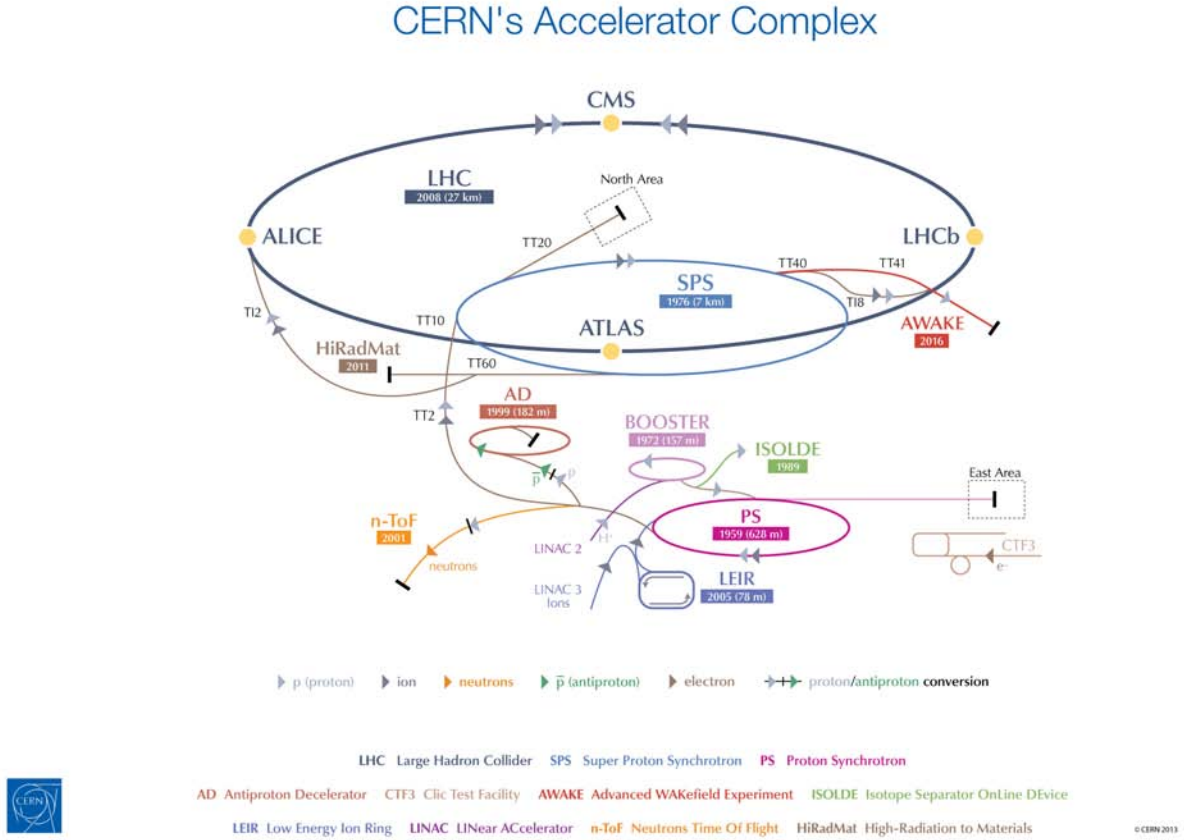 CERN's Accelerator Complex
CMS
North Area
LHC
2008 (27 km)
ALICE
LHCb
TT20
TT40
TT41
SPS
1976 (7 km)
TI8
TI2
TT10
ATLAS
AWAKE
2016
HiRadMat
2011
TT60
AD
1999 (182 m)
TT2
BOOSTER
1972 (157 m)
ISOLDE
1989
p̅
p
East Area
n-ToF
2001
PS
1959 (628 m)
H⁺
LINAC 2
CTF3
e⁻
neutrons
LEIR
2005 (78 m)
LINAC 3
Ions
p (proton) ion neutrons p̅ (antiproton) electron proton/antiproton conversion
LHC Large Hadron Collider SPS Super Proton Synchrotron PS Proton Synchrotron
AD Antiproton Decelerator CTF3 Clic Test Facility AWAKE Advanced WAKefield Experiment ISOLDE Isotope Separator OnLine DEvice
LEIR Low Energy Ion Ring LINAC LINear ACcelerator n-ToF Neutrons Time Of Flight HiRadMat High-Radiation to Materials
CERN
© CERN 2013